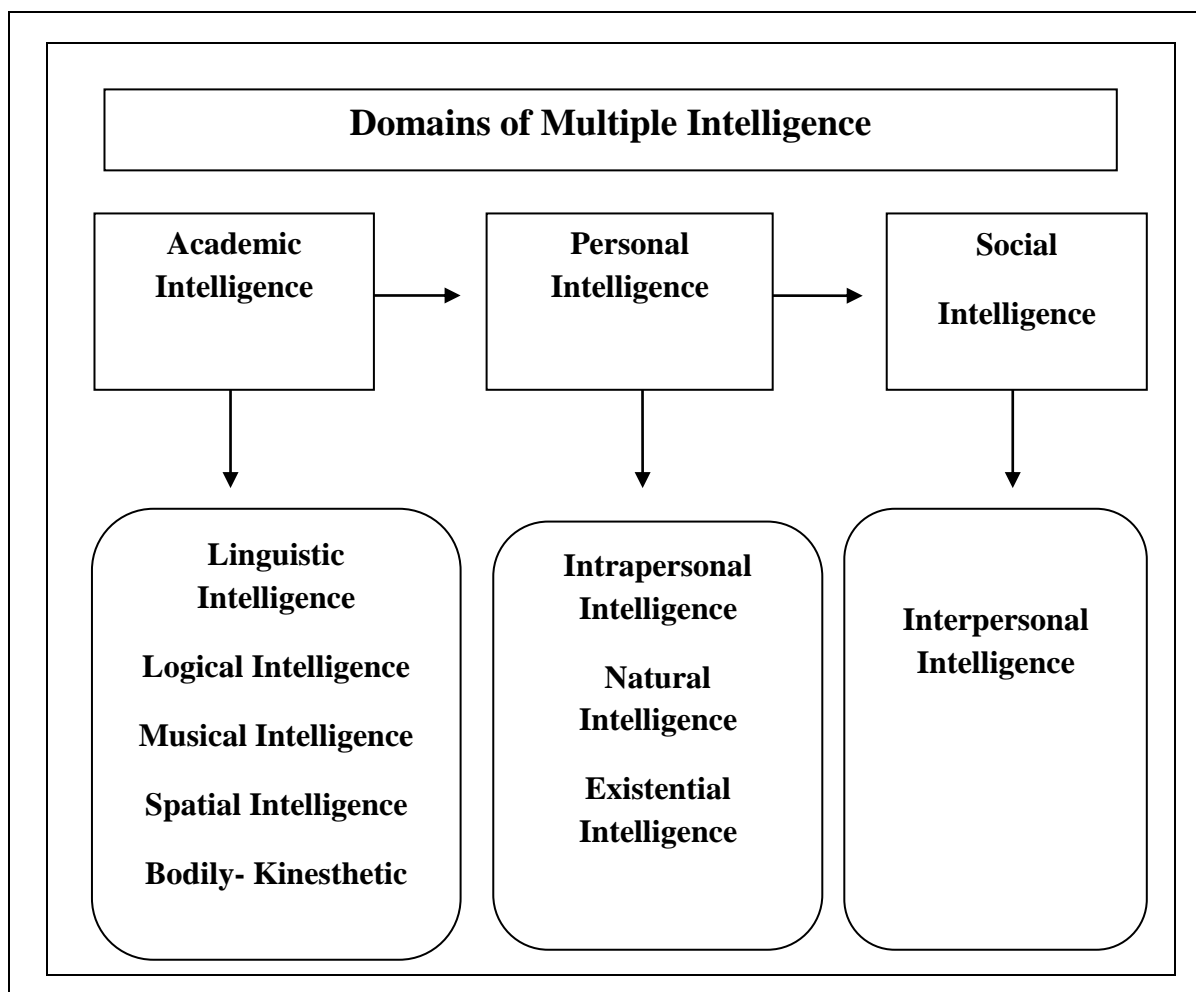 Domains of Multiple Intelligence
Academic
Intelligence
Personal
Intelligence
Social
Intelligence
Linguistic
Intelligence
Logical Intelligence
Musical Intelligence
Spatial Intelligence
Bodily- Kinesthetic
Intrapersonal
Intelligence
Natural
Intelligence
Existential
Intelligence
Interpersonal
Intelligence